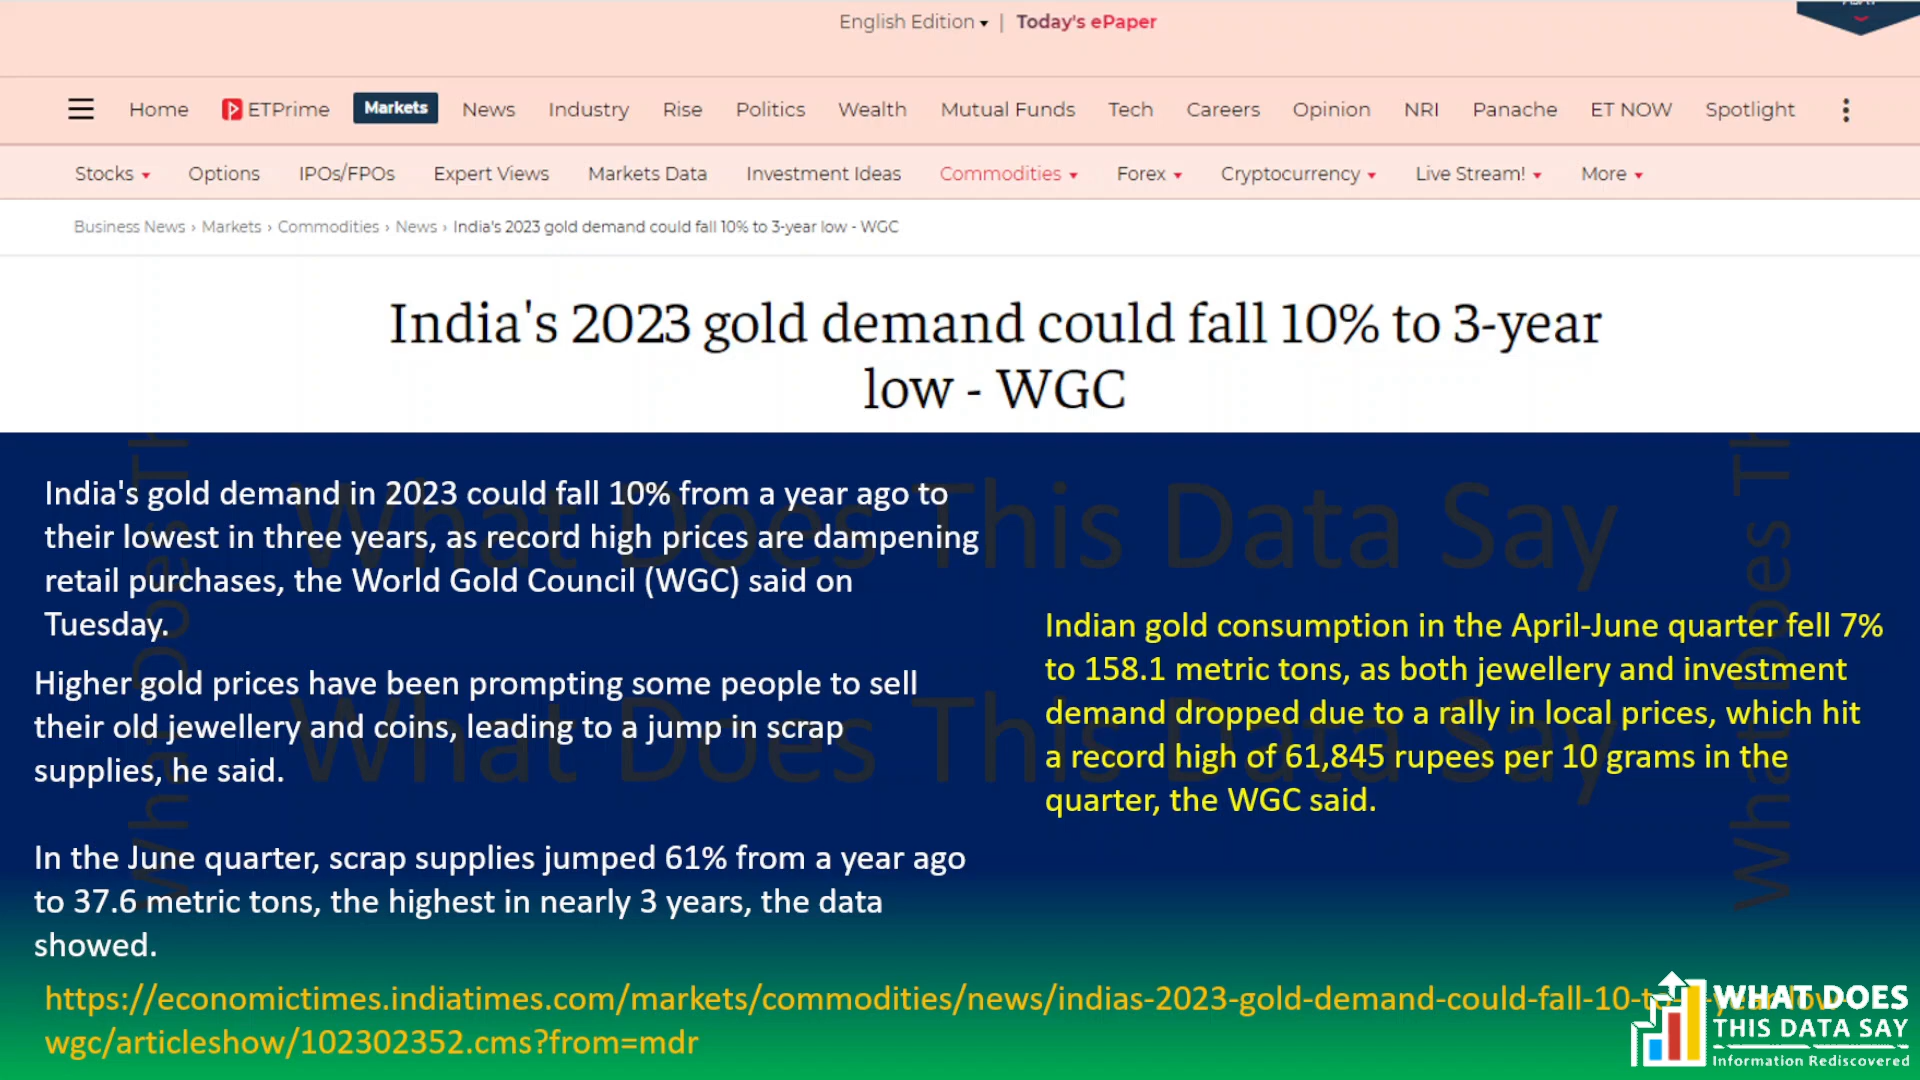 English Edition | Today's ePaper
Home ETPrime Markets News Industry Rise Politics Wealth Mutual Funds Tech Careers Opinion NRI Panache ET NOW Spotlight
Stocks Options IPOs/FPOs Expert Views Markets Data Investment Ideas Commodities Forex Cryptocurrency Live Stream! More
Business News › Markets › Commodities › News › India's 2023 gold demand could fall 10% to 3-year low - WGC
India's 2023 gold demand could fall 10% to 3-year
low - WGC
India's gold demand in 2023 could fall 10% from a year ago to
their lowest in three years, as record high prices are dampening
retail purchases, the World Gold Council (WGC) said on
Tuesday.
Higher gold prices have been prompting some people to sell
their old jewellery and coins, leading to a jump in scrap
supplies, he said.
In the June quarter, scrap supplies jumped 61% from a year ago
to 37.6 metric tons, the highest in nearly 3 years, the data
showed.
Indian gold consumption in the April-June quarter fell 7%
to 158.1 metric tons, as both jewellery and investment
demand dropped due to a rally in local prices, which hit
a record high of 61,845 rupees per 10 grams in the
quarter, the WGC said.
https://economictimes.indiatimes.com/markets/commodities/news/indias-2023-gold-demand-could-fall-10-to-3-year-low-
wgc/articleshow/102302352.cms?from=mdr
What Does This Data Say
What Does This Data Say
WHAT DOES
THIS DATA SAY
Information Rediscovered